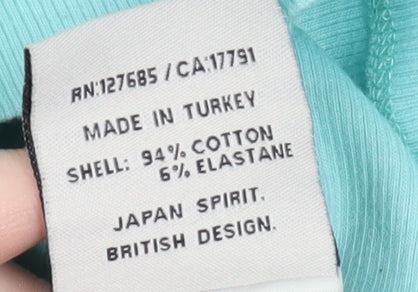 RN:127685 / CA:17791
MADE IN TURKEY
SHELL: 94% COTTON
6% ELASTANE
JAPAN SPIRIT.
BRITISH DESIGN.